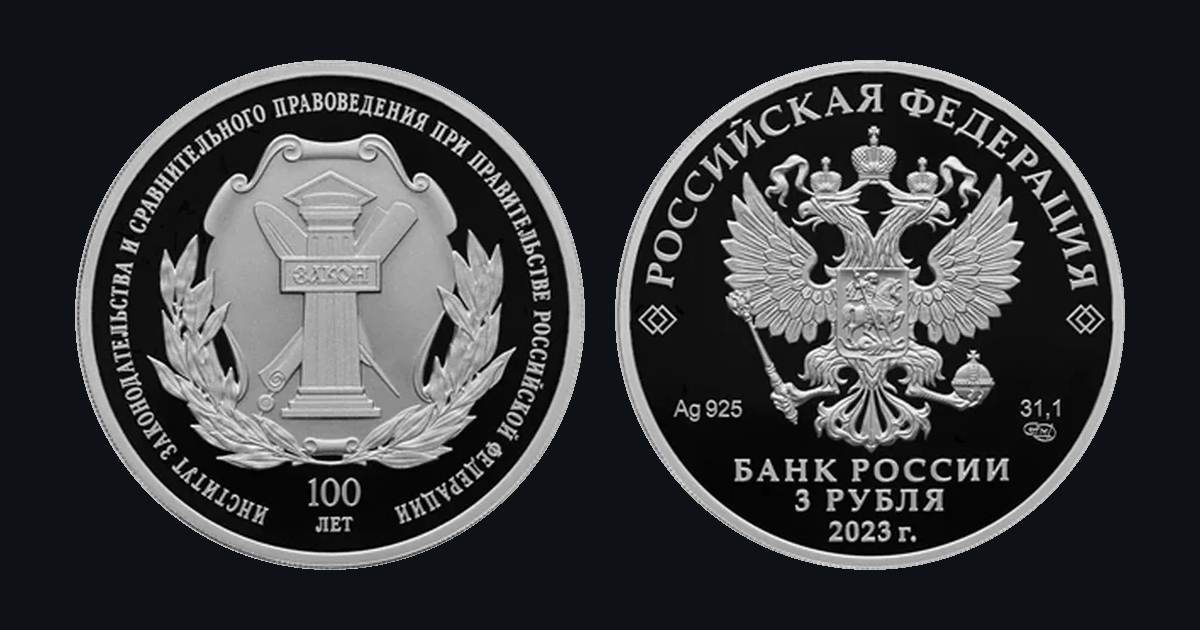 ИНСТИТУТ ЗАКОНОДАТЕЛЬСТВА И СРАВНИТЕЛЬНОГО ПРАВОВЕДЕНИЯ ПРИ ПРАВИТЕЛЬСТВЕ РОССИЙСКОЙ ФЕДЕРАЦИИ
ЗАКОН
100
ЛЕТ
РОССИЙСКАЯ ФЕДЕРАЦИЯ
Ag 925
31,1
БАНК РОССИИ
3 РУБЛЯ
2023 г.